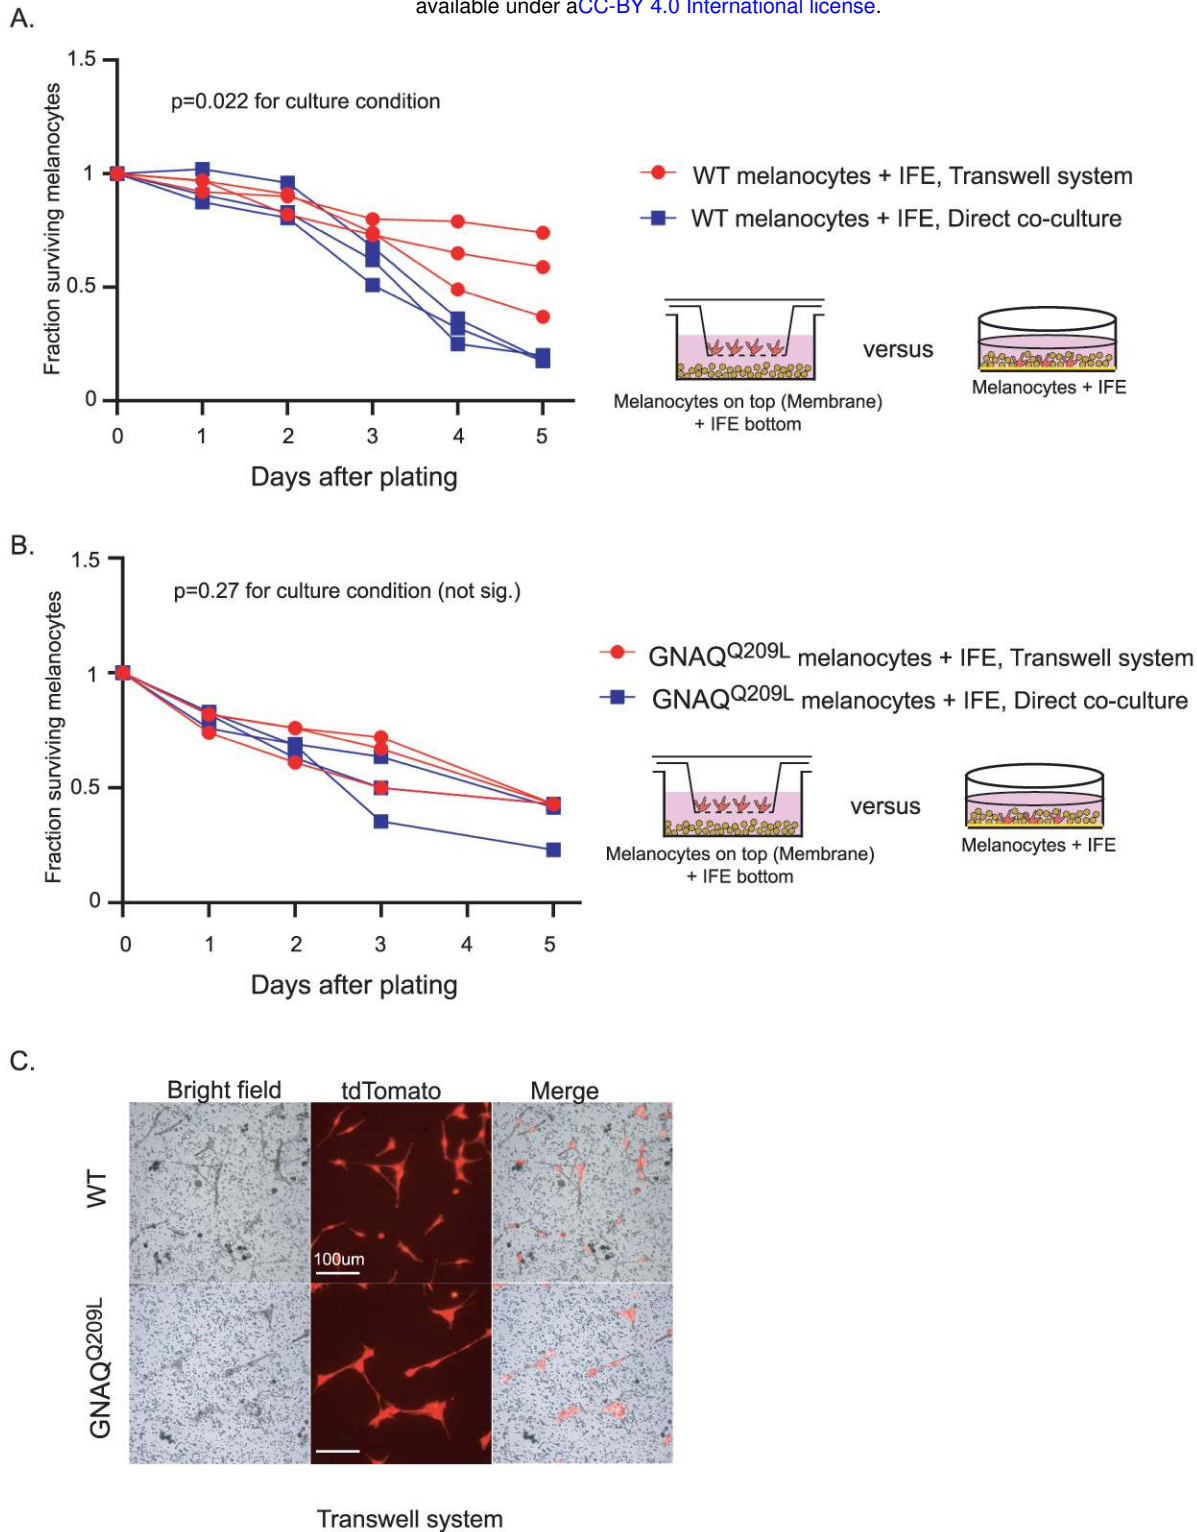 available under aCC-BY 4.0 International license.
A.
1.5
1
0.5
0
Fraction surviving melanocytes
p=0.022 for culture condition
0 1 2 3 4 5
Days after plating
WT melanocytes + IFE, Transwell system
WT melanocytes + IFE, Direct co-culture
versus
Melanocytes on top (Membrane)
+ IFE bottom
Melanocytes + IFE
B.
1.5
1
0.5
0
Fraction surviving melanocytes
p=0.27 for culture condition (not sig.)
0 1 2 3 4 5
Days after plating
GNAQQ209L melanocytes + IFE, Transwell system
GNAQQ209L melanocytes + IFE, Direct co-culture
versus
Melanocytes on top (Membrane)
+ IFE bottom
Melanocytes + IFE
C.
Bright field tdTomato Merge
WT
100um
GNAQQ209L
Transwell system